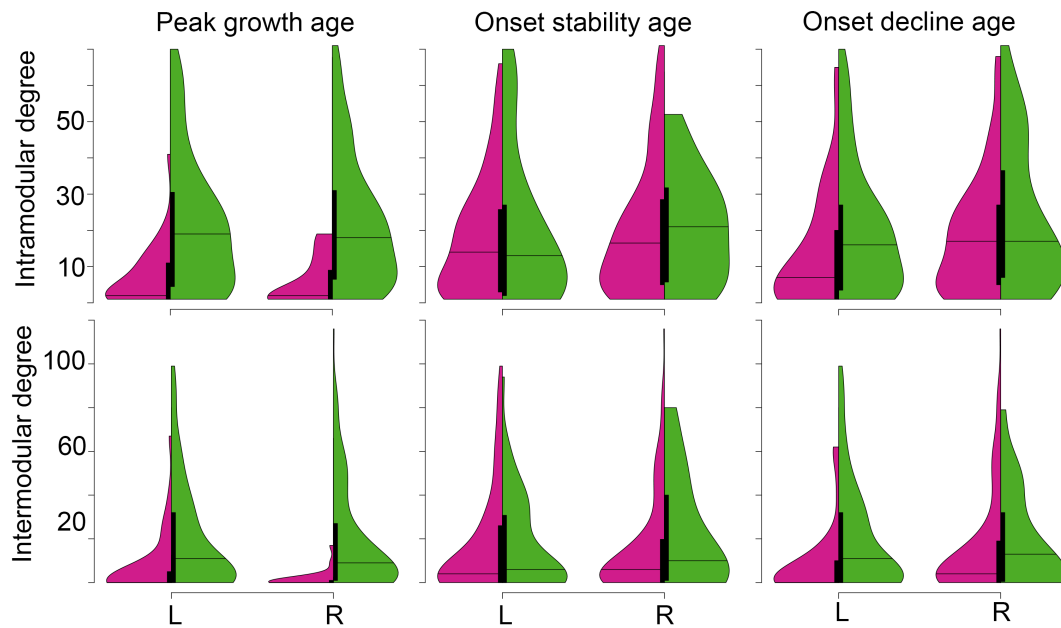 Peak growth age Onset stability age Onset decline age
Intramodular degree
50
30
10
Intermodular degree
100
60
20
L R L R L R